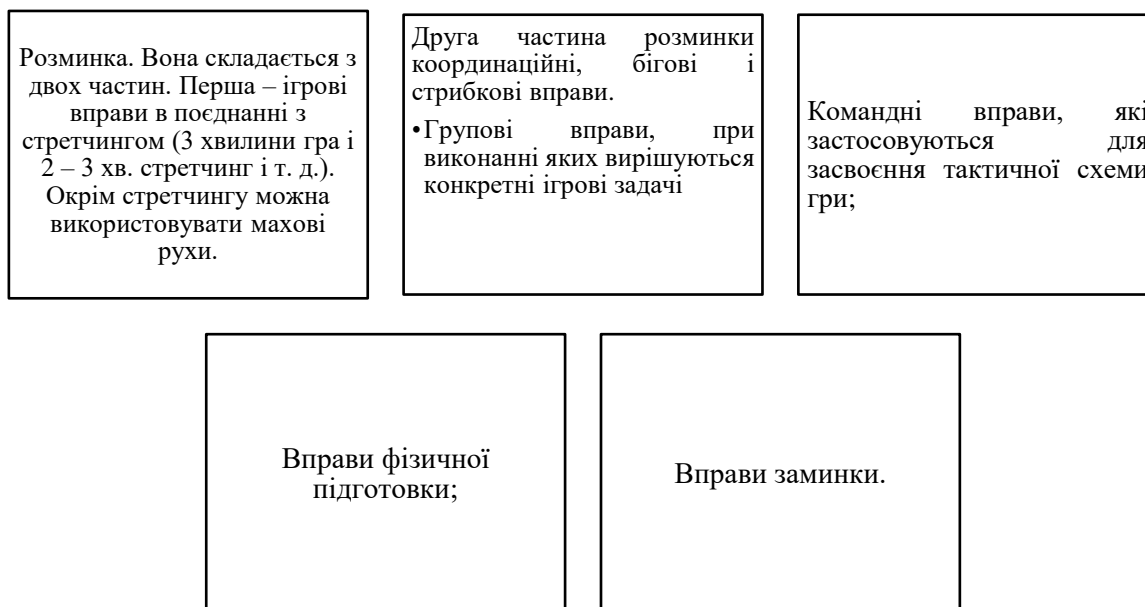 Розминка. Вона складається з
двох частин. Перша – ігрові
вправи в поєднанні з
стретчингом (3 хвилини гра і
2 – 3 хв. стретчинг і т. д.).
Окрім стретчингу можна
використовувати махові
рухи.
Друга частина розминки
координаційні, бігові і
стрибкові вправи.
•Групові вправи, при
виконанні яких вирішуються
конкретні ігрові задачі
Командні вправи, які
застосовуються для
засвоєння тактичної схеми
гри;
Вправи фізичної
підготовки;
Вправи заминки.